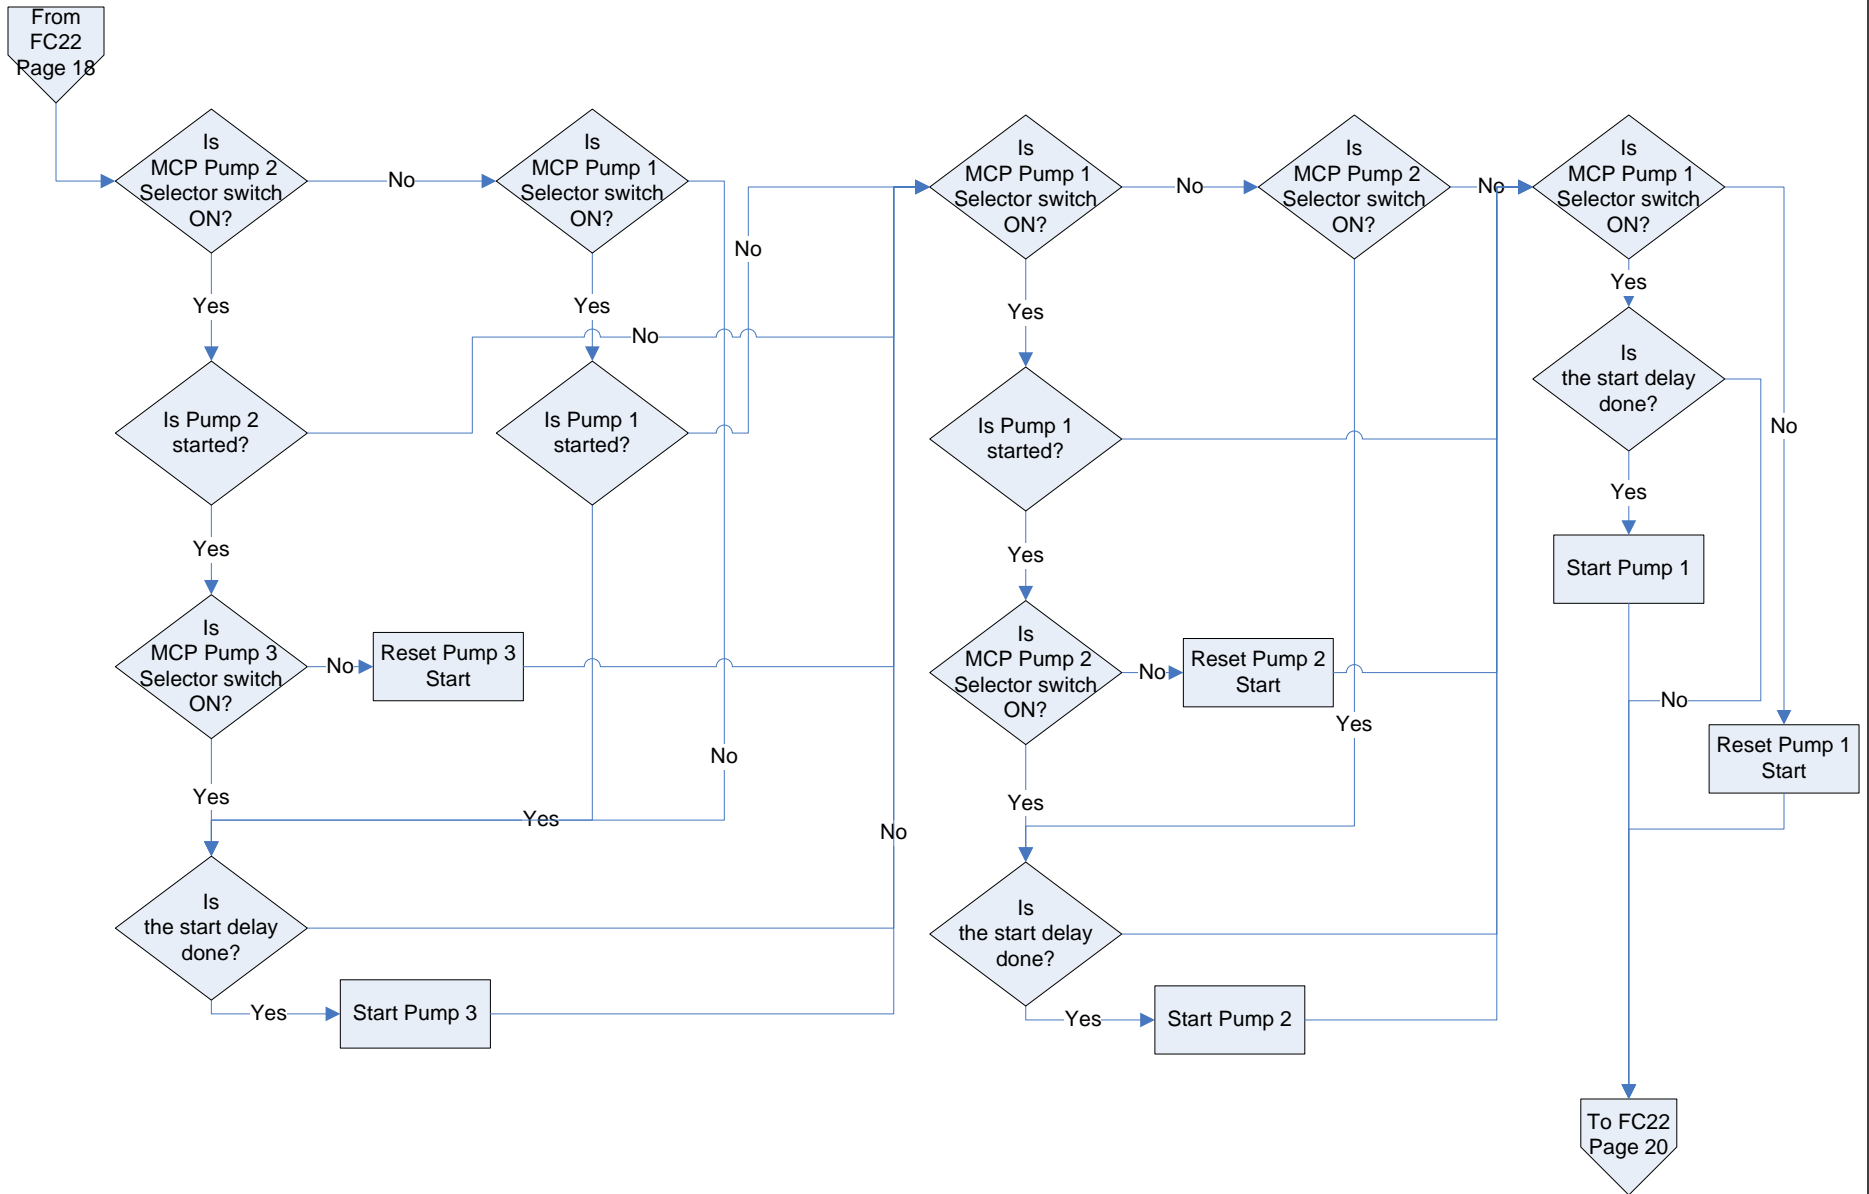 From
FC22
Page 18
Is
MCP Pump 2
Selector switch
ON?
No
Is
MCP Pump 1
Selector switch
ON?
No
Is
MCP Pump 1
Selector switch
ON?
No
Is
MCP Pump 2
Selector switch
ON?
No
Is
MCP Pump 1
Selector switch
ON?
Yes
Yes
No
Yes
Yes
Is Pump 2
started?
Is Pump 1
started?
Is Pump 1
started?
Is
the start delay
done?
No
Yes
Yes
Yes
Start Pump 1
Is
MCP Pump 3
Selector switch
ON?
No
Reset Pump 3
Start
Is
MCP Pump 2
Selector switch
ON?
No
Reset Pump 2
Start
No
Yes
No
Reset Pump 1
Start
Yes
Yes
Yes
No
Is
the start delay
done?
Is
the start delay
done?
Yes
Start Pump 3
Yes
Start Pump 2
To FC22
Page 20